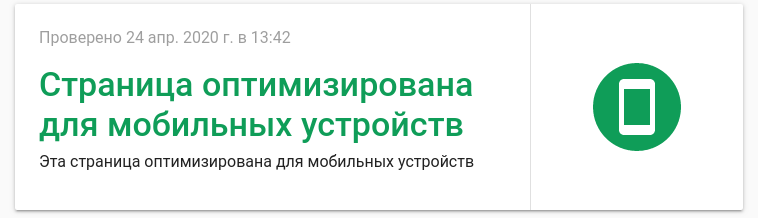 Проверено 24 апр. 2020 г. в 13:42
Страница оптимизирована
для мобильных устройств
Эта страница оптимизирована для мобильных устройств